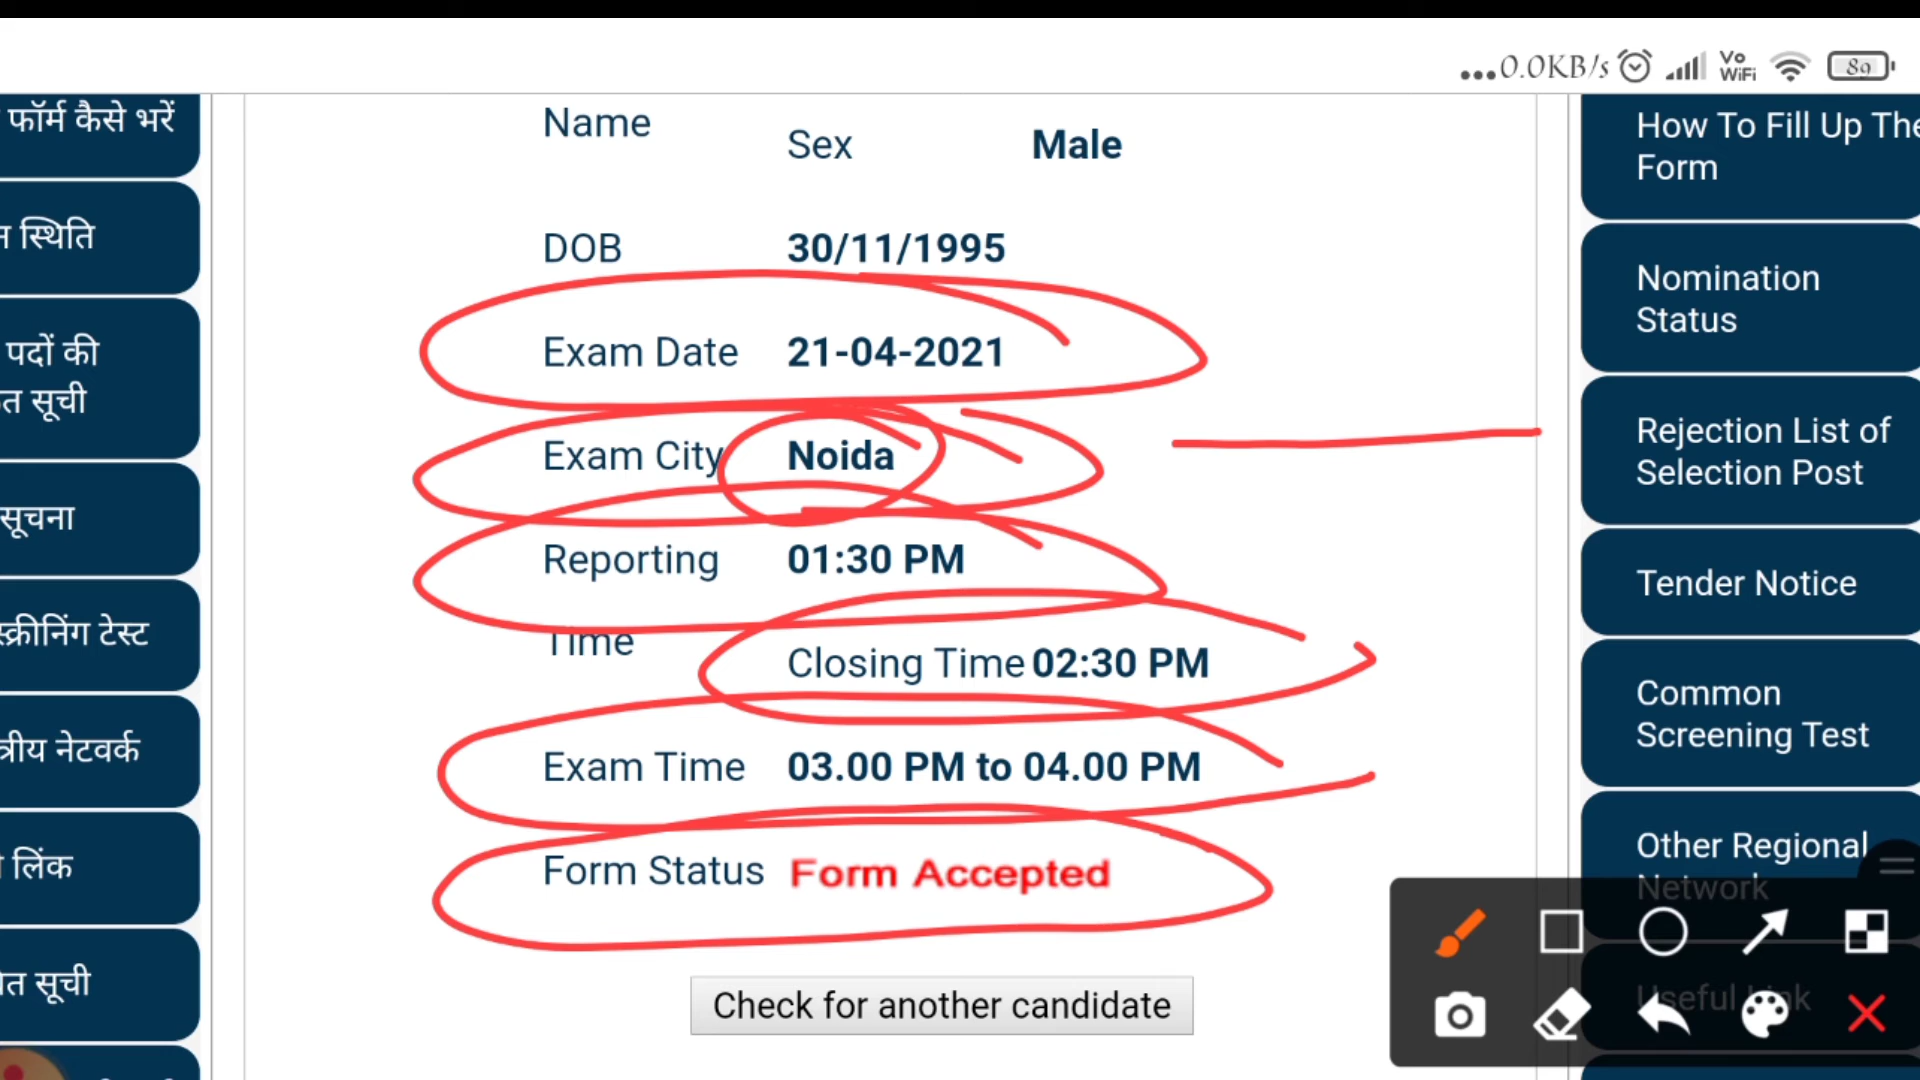 ...0.0KB/s Vo WiFi 89
फॉर्म कैसे भरें
स्थिति
पदों की
सूची
सूचना
स्क्रीनिंग टेस्ट
नेटवर्क
लिंक
सूची
Name
Sex Male
DOB 30/11/1995
Exam Date 21-04-2021
Exam City Noida
Reporting 01:30 PM
Time
Closing Time 02:30 PM
Exam Time 03.00 PM to 04.00 PM
Form Status Form Accepted
Check for another candidate
How To Fill Up The
Form
Nomination
Status
Rejection List of
Selection Post
Tender Notice
Common
Screening Test
Other Regional
Network